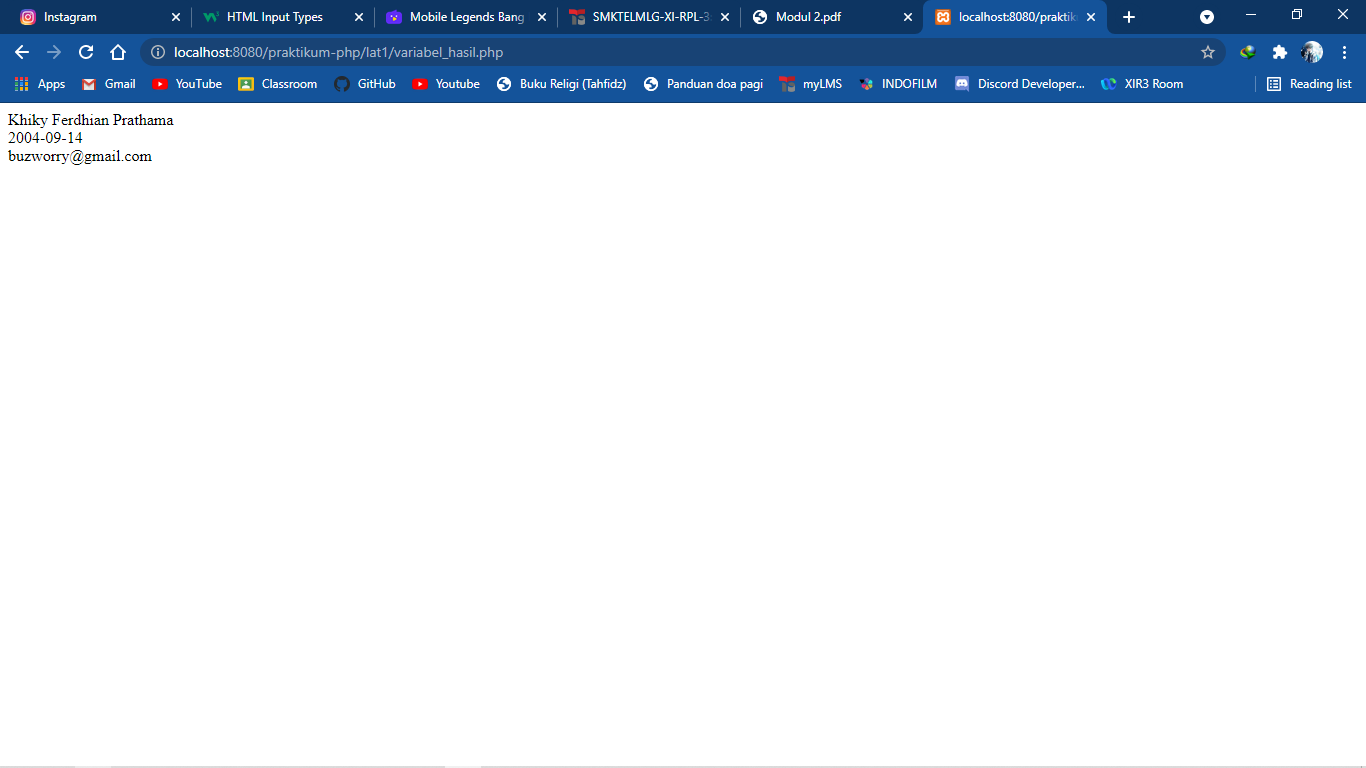 Instagram
HTML Input Types
Mobile Legends Bang
SMKTELMLG-XI-RPL-3
Modul 2.pdf
localhost:8080/praktik
localhost:8080/praktikum-php/lat1/variabel_hasil.php
Apps
Gmail
YouTube
Classroom
GitHub
Youtube
Buku Religi (Tahfidz)
Panduan doa pagi
myLMS
INDOFILM
Discord Developer...
XIR3 Room
Reading list
Khiky Ferdhian Prathama
2004-09-14
buzworry@gmail.com